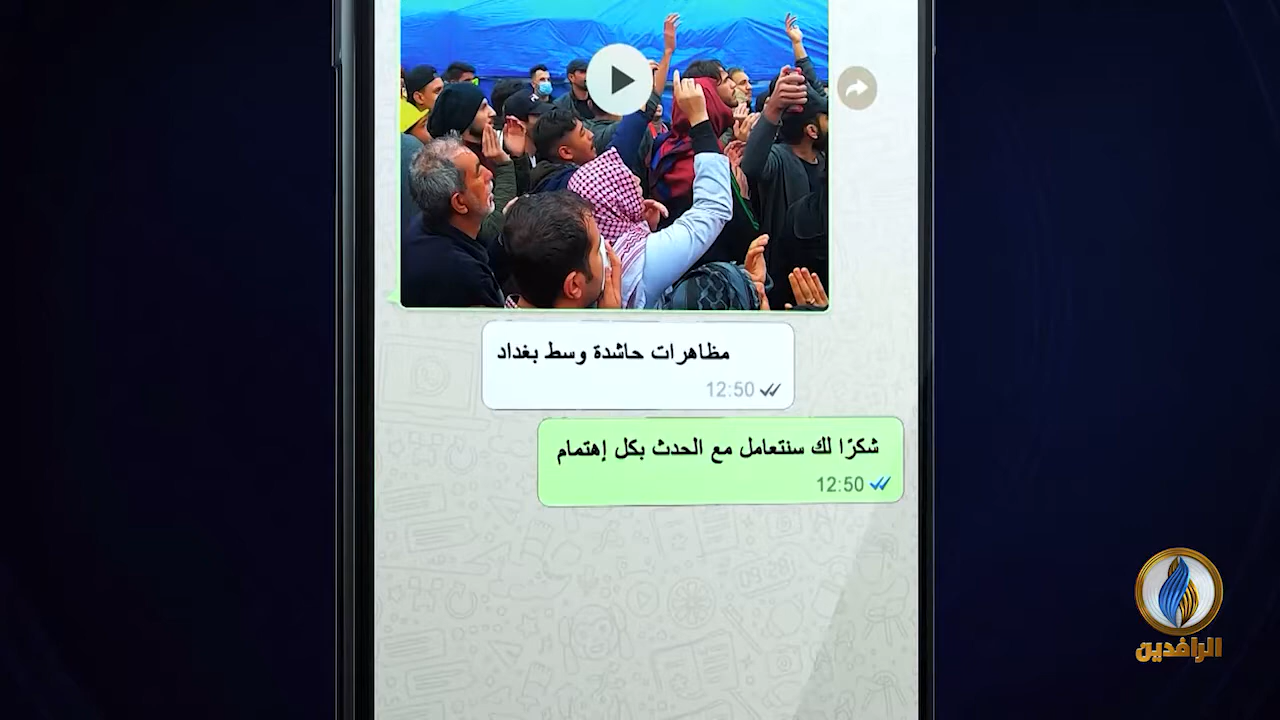 مظاهرات حاشدة وسط بغداد
12:50
شكرًا لك سنتعامل مع الحدث بكل إهتمام
12:50
الرافدين